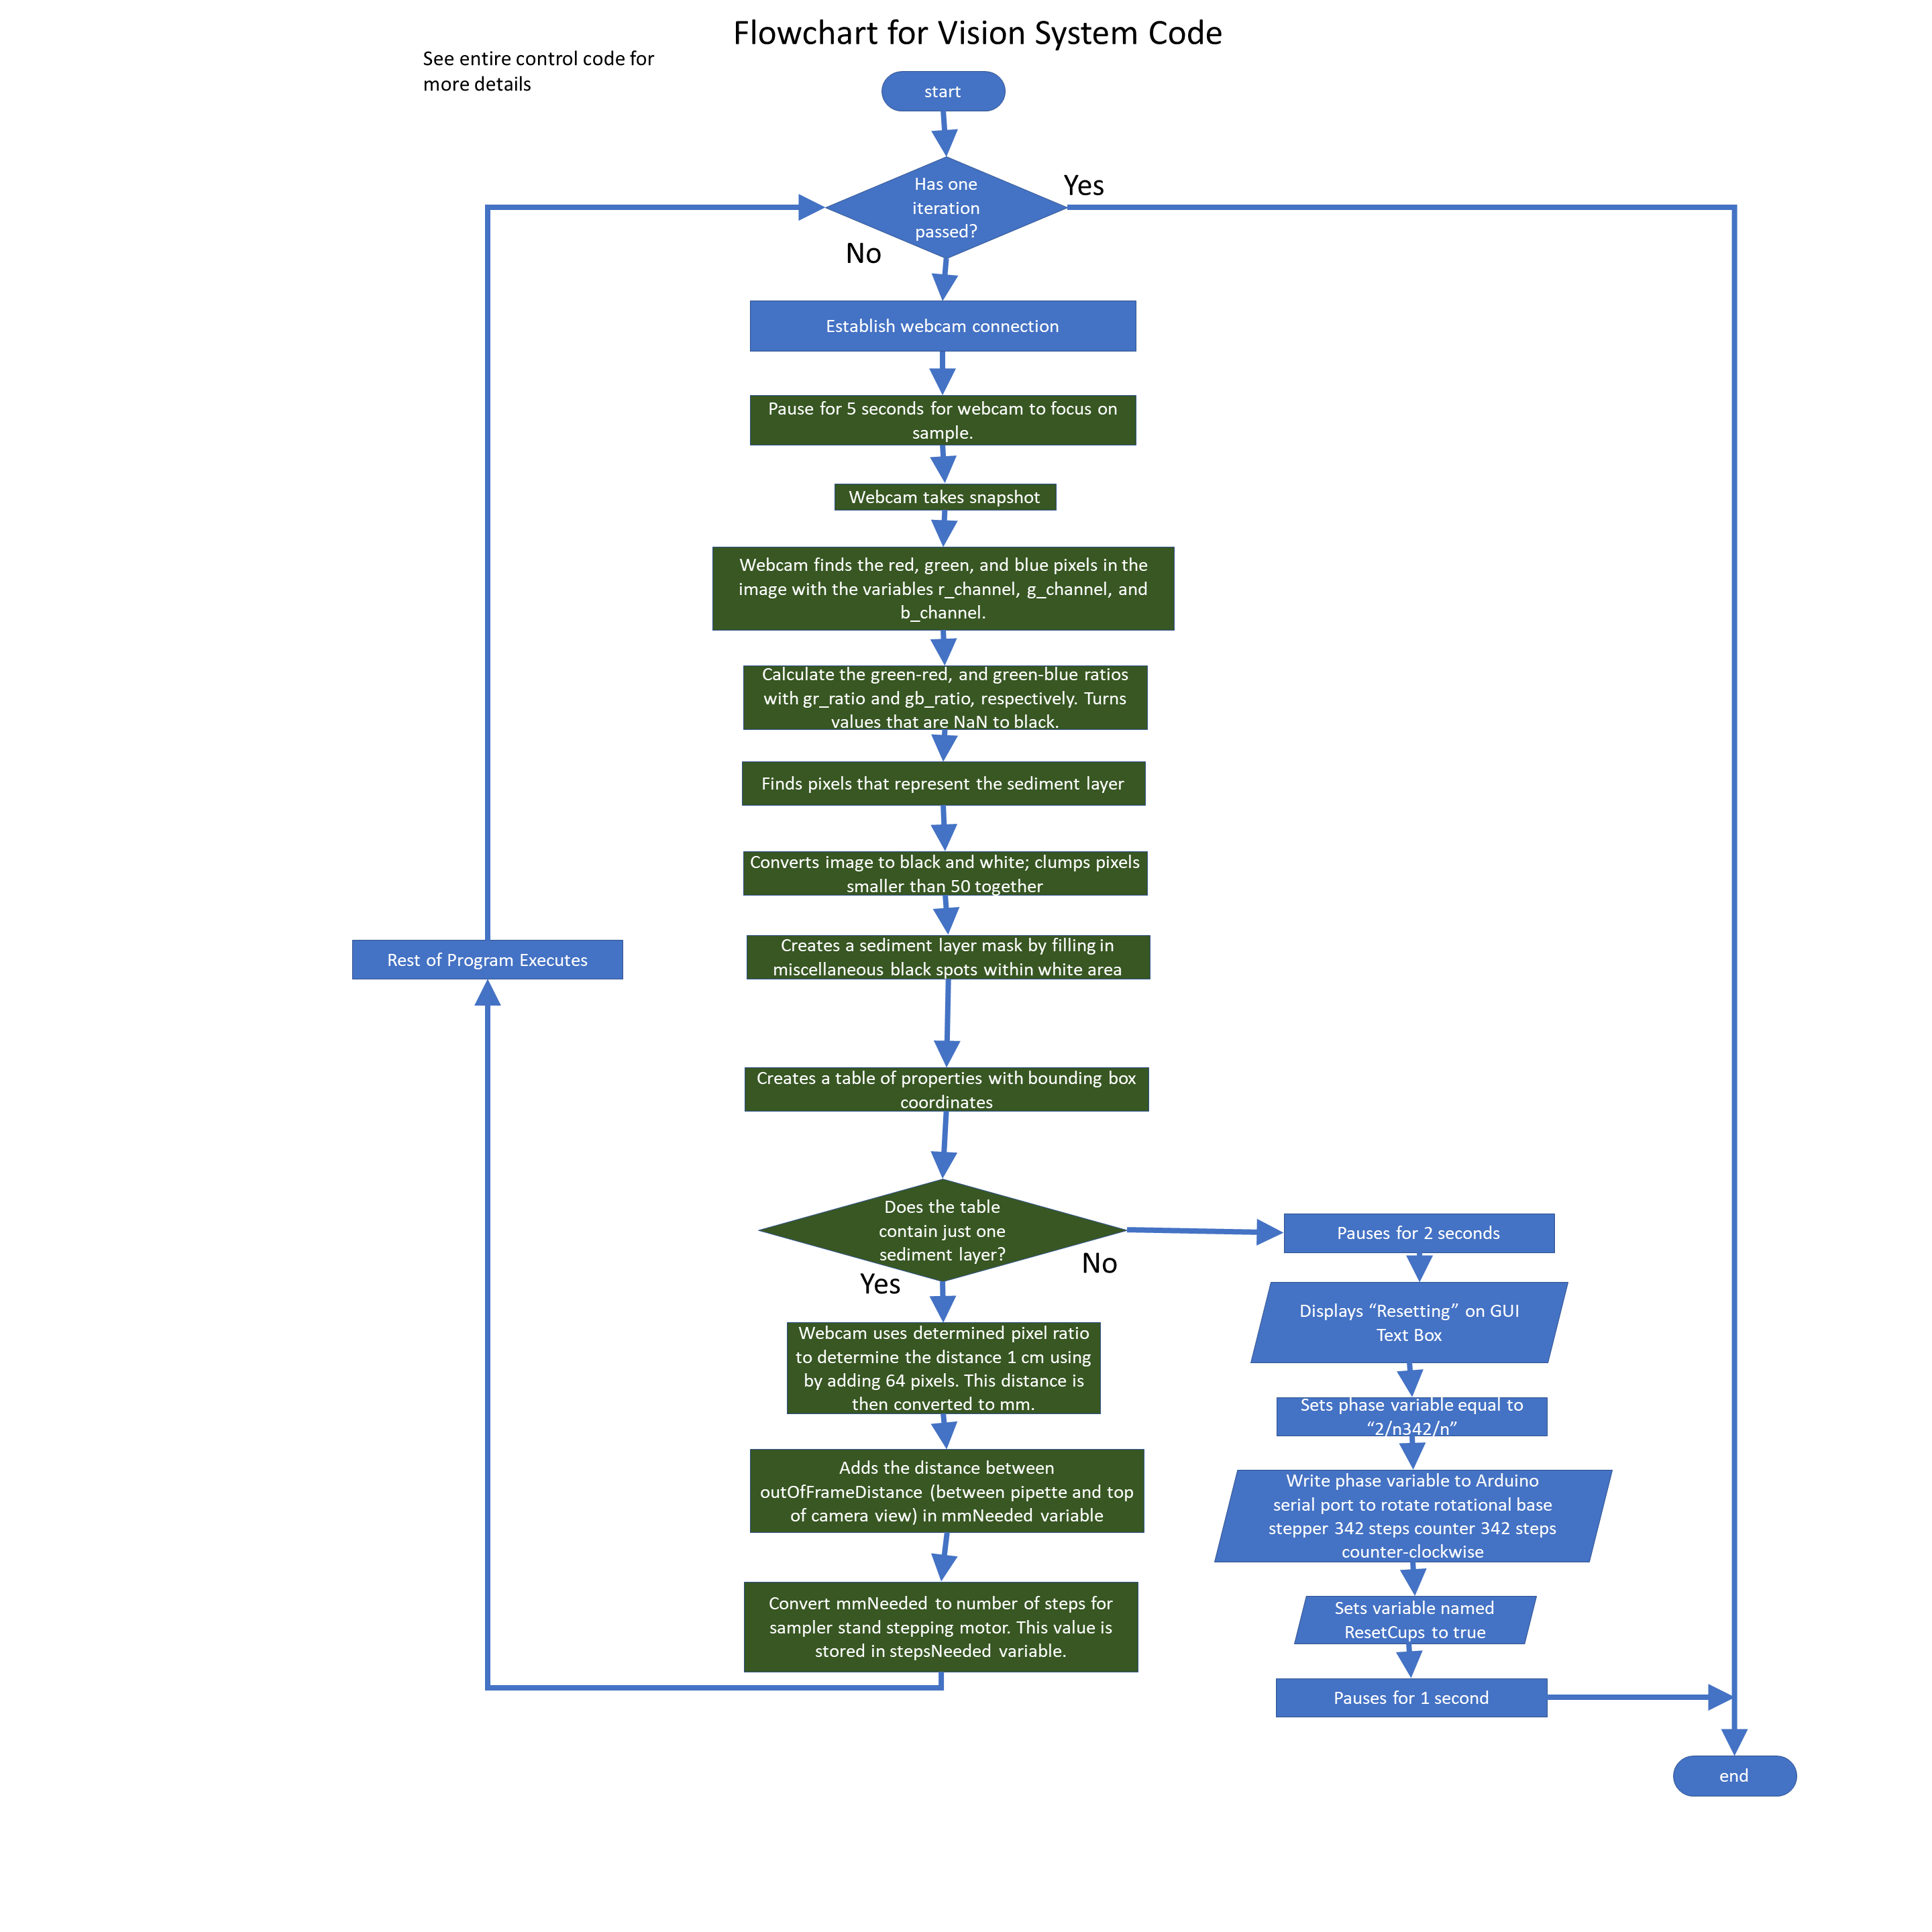 Flowchart for Vision System Code
See entire control code for
more details
start
Has one
iteration
passed?
Yes
No
Establish webcam connection
Pause for 5 seconds for webcam to focus on
sample.
Webcam takes snapshot
Webcam finds the red, green, and blue pixels in the
image with the variables r_channel, g_channel, and
b_channel.
Calculate the green-red, and green-blue ratios
with gr_ratio and gb_ratio, respectively. Turns
values that are NaN to black.
Finds pixels that represent the sediment layer
Converts image to black and white; clumps pixels
smaller than 50 together
Creates a sediment layer mask by filling in
miscellaneous black spots within white area
Rest of Program Executes
Creates a table of properties with bounding box
coordinates
Does the table
contain just one
sediment layer?
No
Yes
Webcam uses determined pixel ratio
to determine the distance 1 cm using
by adding 64 pixels. This distance is
then converted to mm.
Adds the distance between
outOfFrameDistance (between pipette and top
of camera view) in mmNeeded variable
Convert mmNeeded to number of steps for
sampler stand stepping motor. This value is
stored in stepsNeeded variable.
Pauses for 2 seconds
Displays “Resetting” on GUI
Text Box
Sets phase variable equal to
“2/n342/n”
Write phase variable to Arduino
serial port to rotate rotational base
stepper 342 steps counter 342 steps
counter-clockwise
Sets variable named
ResetCups to true
Pauses for 1 second
end